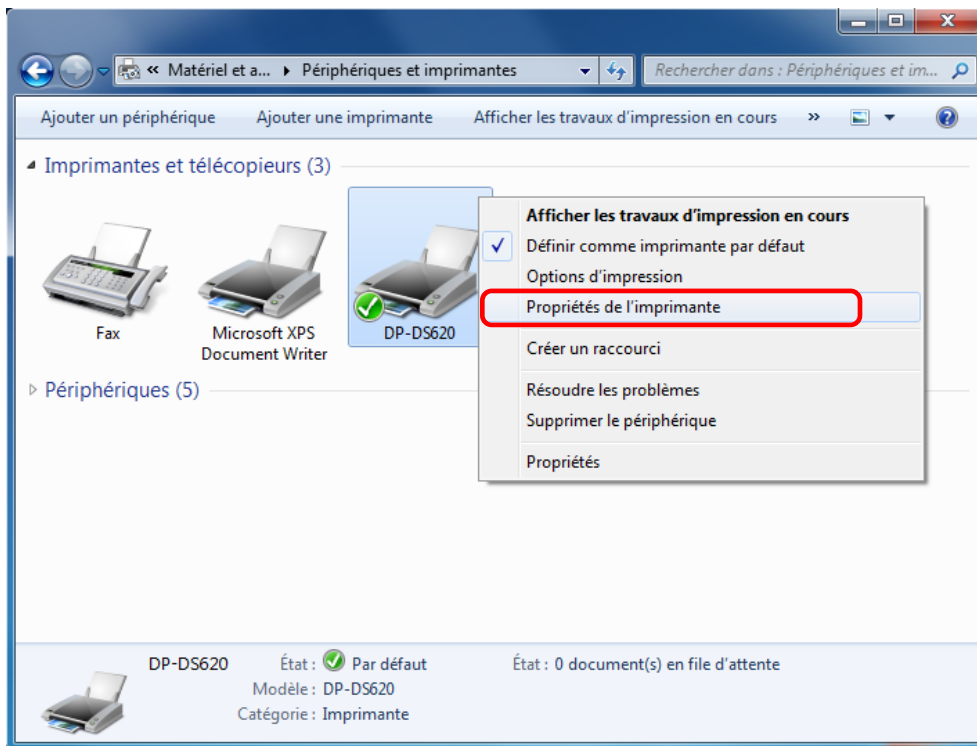 « Matériel et a... ▸ Périphériques et imprimantes
Rechercher dans : Périphériques et im...
Ajouter un périphérique Ajouter une imprimante Afficher les travaux d'impression en cours »
Imprimantes et télécopieurs (3)
Fax
Microsoft XPS
Document Writer
DP-DS620
Afficher les travaux d'impression en cours
Définir comme imprimante par défaut
Options d'impression
Propriétés de l'imprimante
Créer un raccourci
Résoudre les problèmes
Supprimer le périphérique
Propriétés
Périphériques (5)
DP-DS620 État : Par défaut État : 0 document(s) en file d'attente
Modèle : DP-DS620
Catégorie : Imprimante